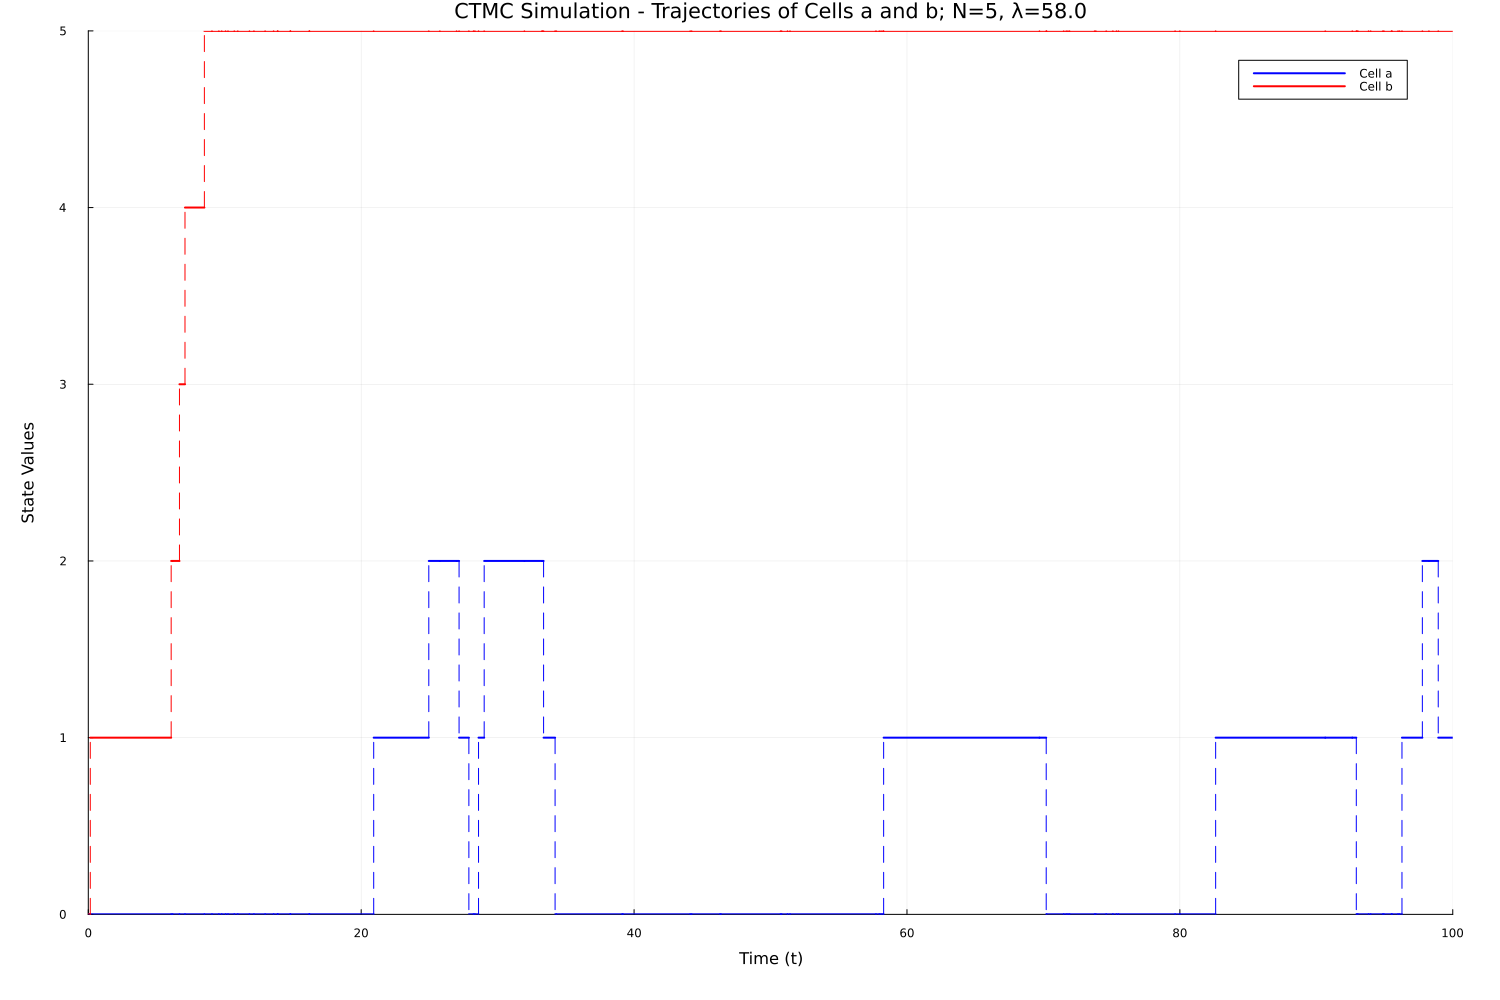 CTMC Simulation - Trajectories of Cells a and b; N=5, λ=58.0
5
4
3
2
1
0
State Values
Cell a
Cell b
0 20 40 60 80 100
Time (t)